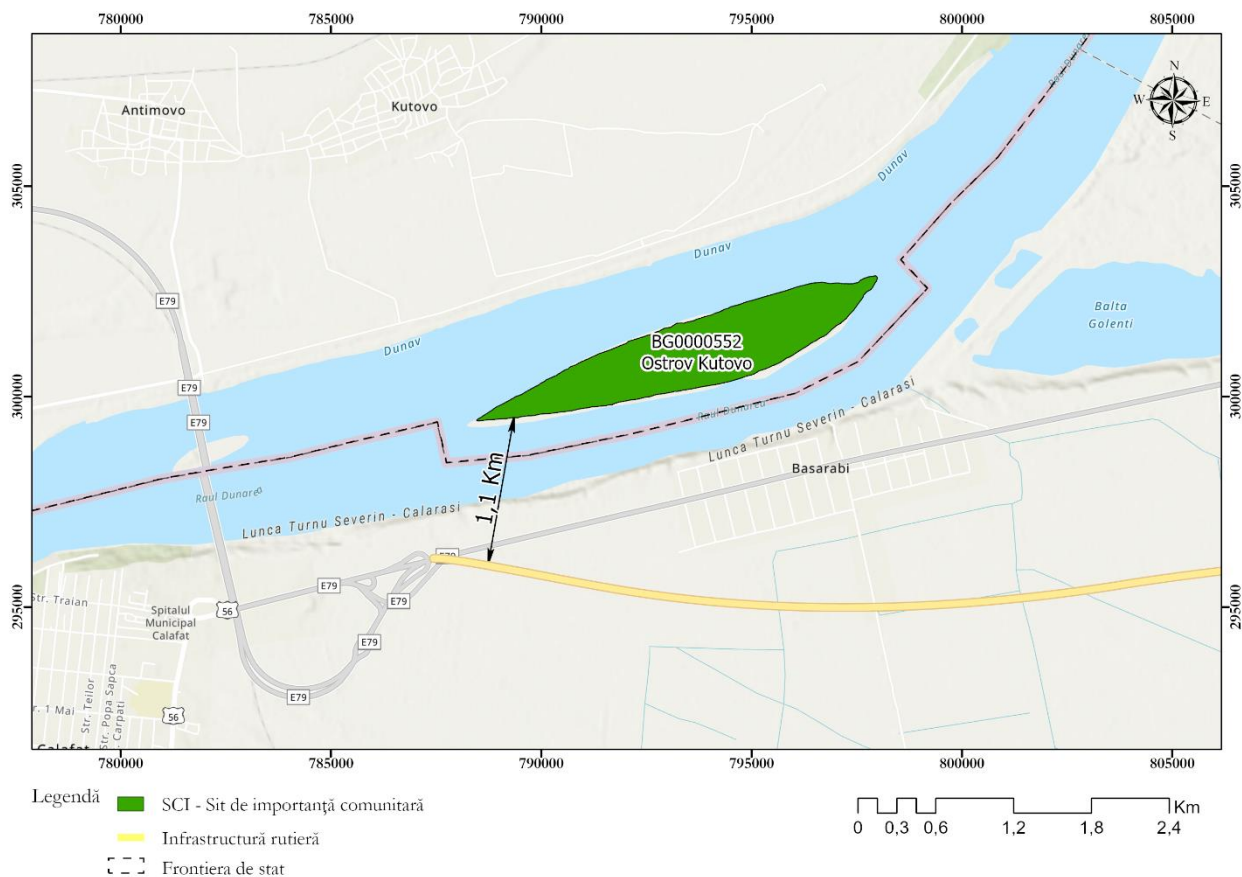 780000
785000
790000
795000
800000
805000
Raul Dunarea
N
W E
S
Antimovo
Kutovo
Dunav
305000
305000
E79
Dunav
Balta
Golenti
BG0000552
Ostrov Kutovo
Dunav
E79
300000
300000
E79
Raul Dunarea
Lunca Turnu Severin - Calarasi
Basarabi
1,1 Km
Raul Dunarea
Lunca Turnu Severin - Calarasi
E79
E79
E79
Str. Traian
56
Spitalul
Municipal
Calafat
295000
295000
E79
Str. Teilor
Str. Popa Sapca
Carpati
r. 1 Mai
E79
56
Calafat
780000
785000
790000
795000
800000
805000
Legendă
SCI - Sit de importanță comunitară
Infrastructură rutieră
Frontiera de stat
Km
0 0,3 0,6 1,2 1,8 2,4